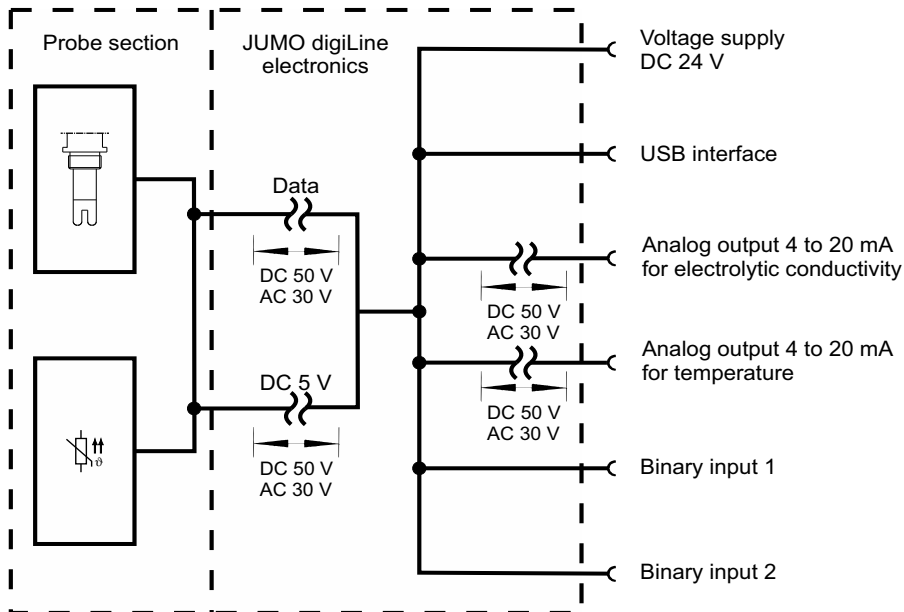 Probe section
JUMO digiLine
electronics
Voltage supply
DC 24 V
USB interface
Data
DC 50 V
AC 30 V
Analog output 4 to 20 mA
for electrolytic conductivity
DC 50 V
AC 30 V
Analog output 4 to 20 mA
for temperature
DC 5 V
DC 50 V
AC 30 V
DC 50 V
AC 30 V
ϑ
Binary input 1
Binary input 2